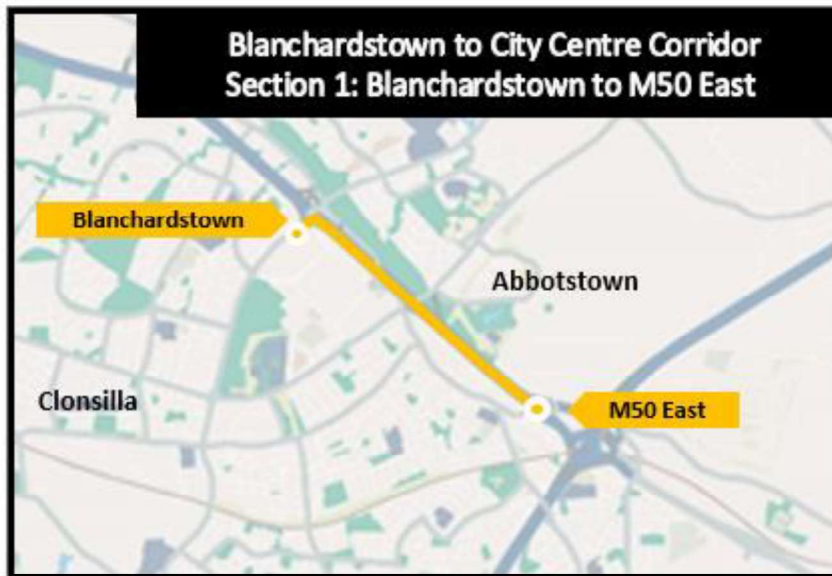 Blanchardstown to City Centre Corridor
Section 1: Blanchardstown to M50 East
Blanchardstown
Abbotstown
Clonsilla
M50 East